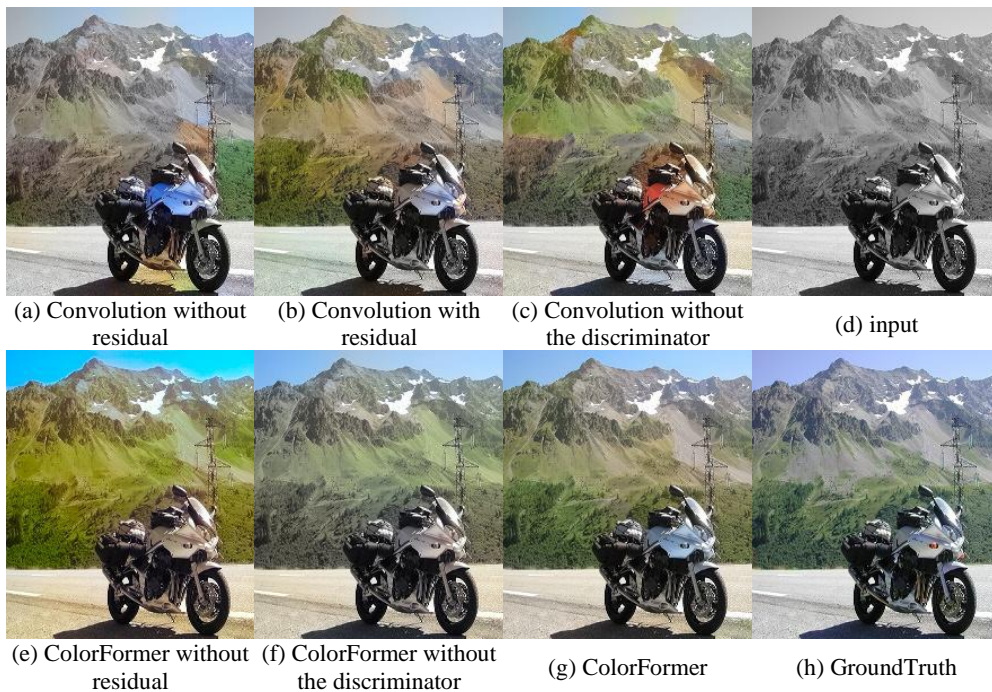 (a) Convolution without
residual
(b) Convolution with
residual
(c) Convolution without
the discriminator
(d) input
(e) ColorFormer without
residual
(f) ColorFormer without
the discriminator
(g) ColorFormer
(h) GroundTruth